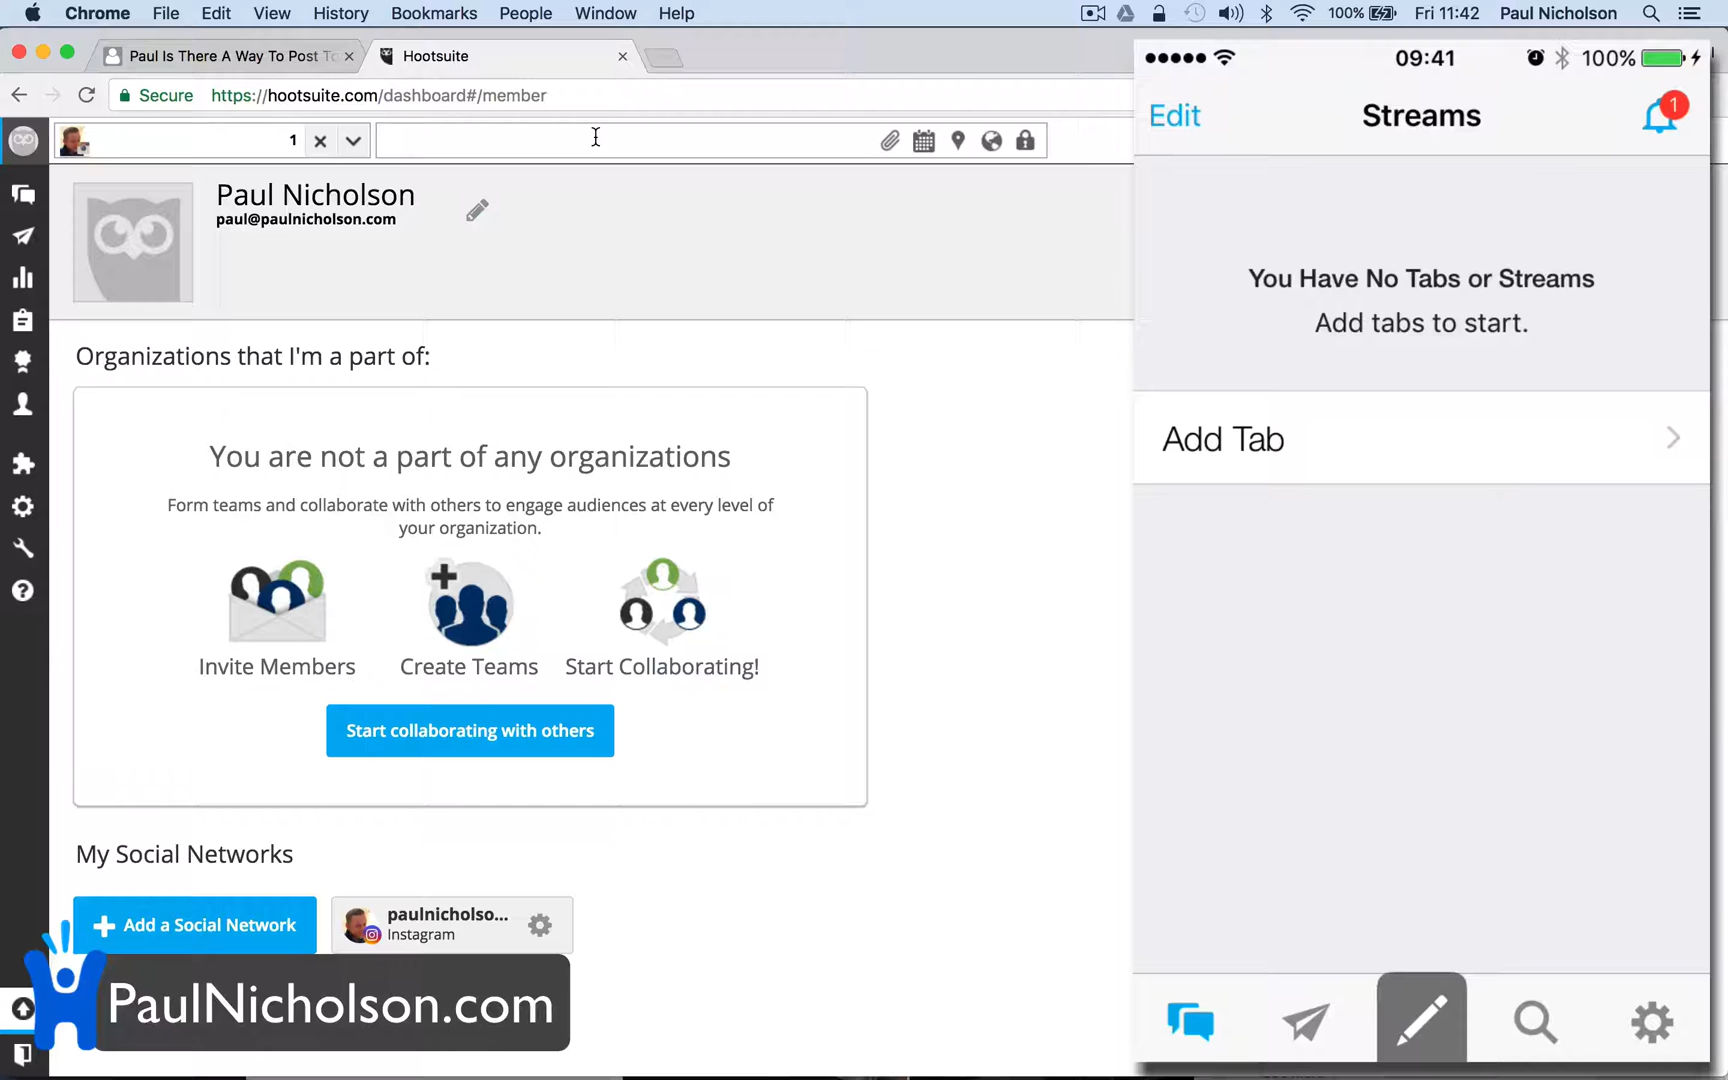 Chrome File Edit View History Bookmarks People Window Help 100% Fri 11:42 Paul Nicholson
Paul Is There A Way To Post To
Hootsuite
Secure https://hootsuite.com/dashboard#/member
1
Paul Nicholson
paul@paulnicholson.com
Organizations that I'm a part of:
You are not a part of any organizations
Form teams and collaborate with others to engage audiences at every level of
your organization.
Invite Members Create Teams Start Collaborating!
Start collaborating with others
My Social Networks
Add a Social Network
paulnicholso...
Instagram
PaulNicholson.com
09:41 100%
Edit Streams 1
You Have No Tabs or Streams
Add tabs to start.
Add Tab